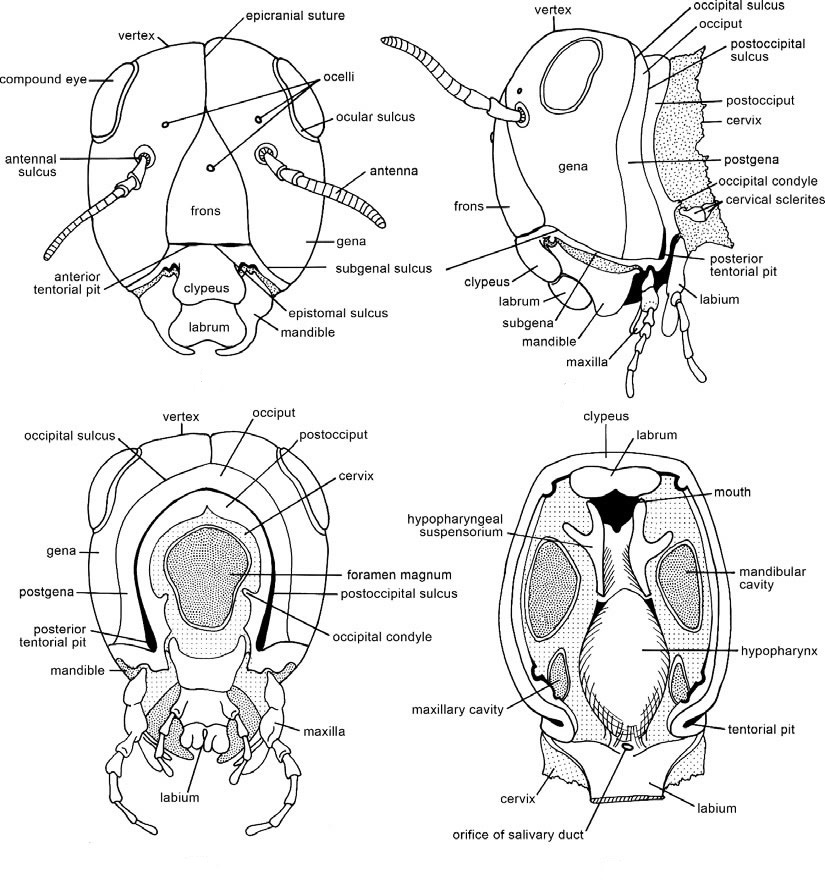 epicranial suture
vertex
compound eye
ocelli
ocular sulcus
antennal
sulcus
antenna
frons
gena
anterior
tentorial pit
subgenal sulcus
clypeus
epistomal sulcus
labrum
mandible
vertex
occipital sulcus
occiput
postoccipital
sulcus
postocciput
cervix
gena
postgena
occipital condyle
cervical sclerites
frons
posterior
tentorial pit
clypeus
labrum
labium
subgena
mandible
maxilla
vertex
occiput
occipital sulcus
postocciput
cervix
gena
foramen magnum
postgena
postoccipital sulcus
posterior
tentorial pit
occipital condyle
mandible
maxilla
labium
clypeus
labrum
mouth
hypopharyngeal
suspensorium
mandibular
cavity
hypopharynx
maxillary cavity
tentorial pit
cervix
labium
orifice of salivary duct